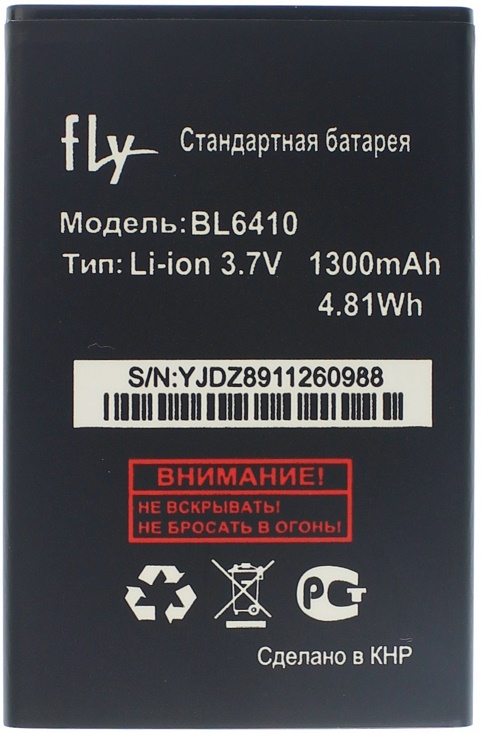 fly Стандартная батарея
Модель: BL6410
Тип: Li-ion 3.7V 1300mAh
4.81Wh
S/N:YJDZ8911260988
ВНИМАНИЕ!
НЕ ВСКРЫВАТЬ!
НЕ БРОСАТЬ В ОГОНЬ!
РСТ
Сделано в КНР